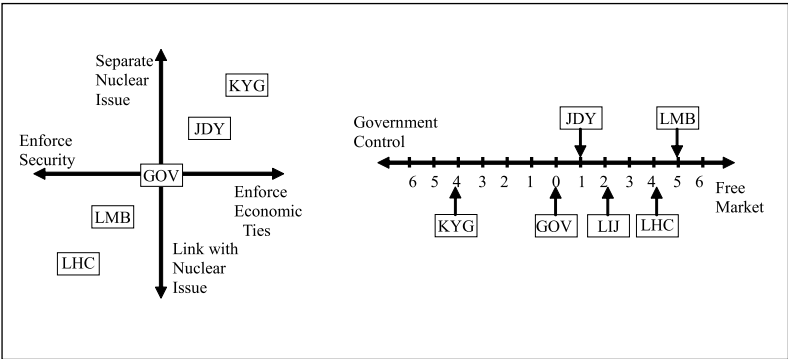 Separate
Nuclear
Issue
KYG
JDY
Enforce
Security
GOV
Enforce
Economic
Ties
LMB
LHC
Link with
Nuclear
Issue
Government
Control
JDY
LMB
6 5 4 3 2 1 0 1 2 3 4 5 6
Free
Market
KYG
GOV
LIJ
LHC